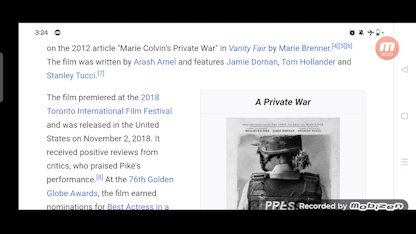 3:24
on the 2012 article "Marie Colvin's Private War" in Vanity Fair by Marie Brenner.[4][5][6]
The film was written by Arash Amel and features Jamie Dornan, Tom Hollander and
Stanley Tucci.[7]
The film premiered at the 2018
Toronto International Film Festival
and was released in the United
States on November 2, 2018. It
received positive reviews from
critics, who praised Pike's
performance.[8] At the 76th Golden
Globe Awards, the film earned
nominations for Best Actress in a
A Private War
Recorded by mobizen